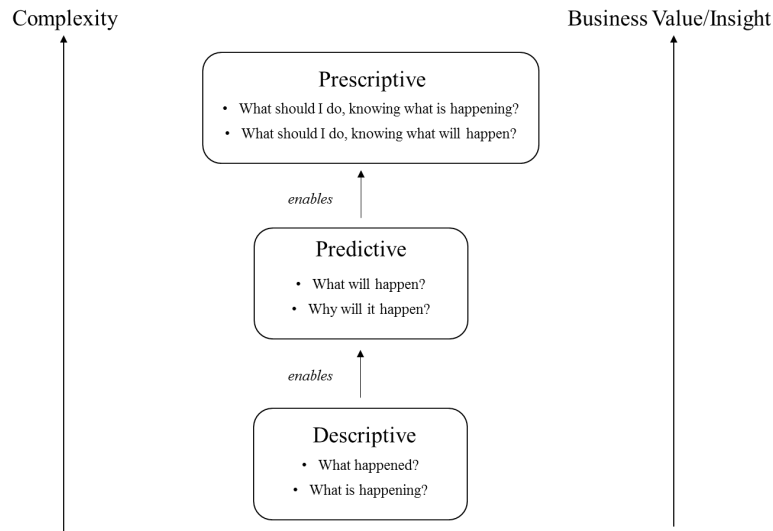 Complexity
Business Value/Insight
Prescriptive
• What should I do, knowing what is happening?
• What should I do, knowing what will happen?
enables
Predictive
• What will happen?
• Why will it happen?
enables
Descriptive
• What happened?
• What is happening?